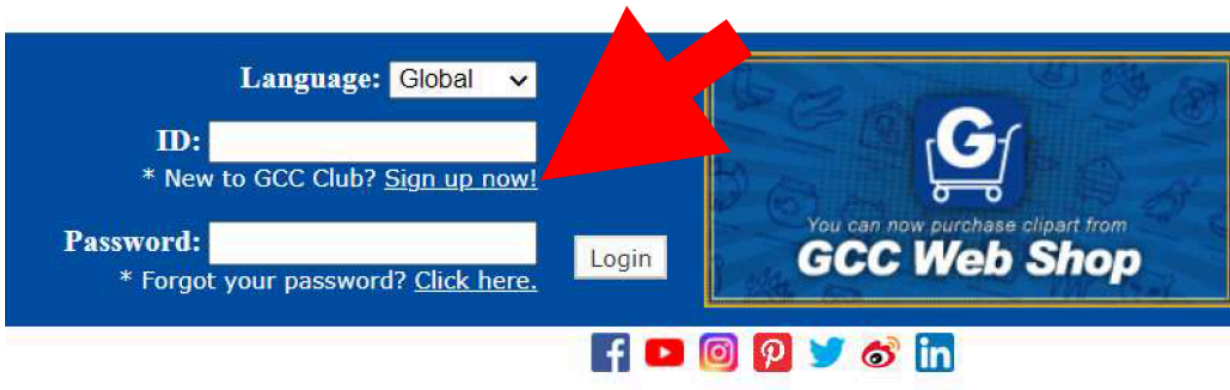 Language: Global
ID:
* New to GCC Club? Sign up now!
Password:
Login
* Forgot your password? Click here.
G
You can now purchase clipart from
GCC Web Shop